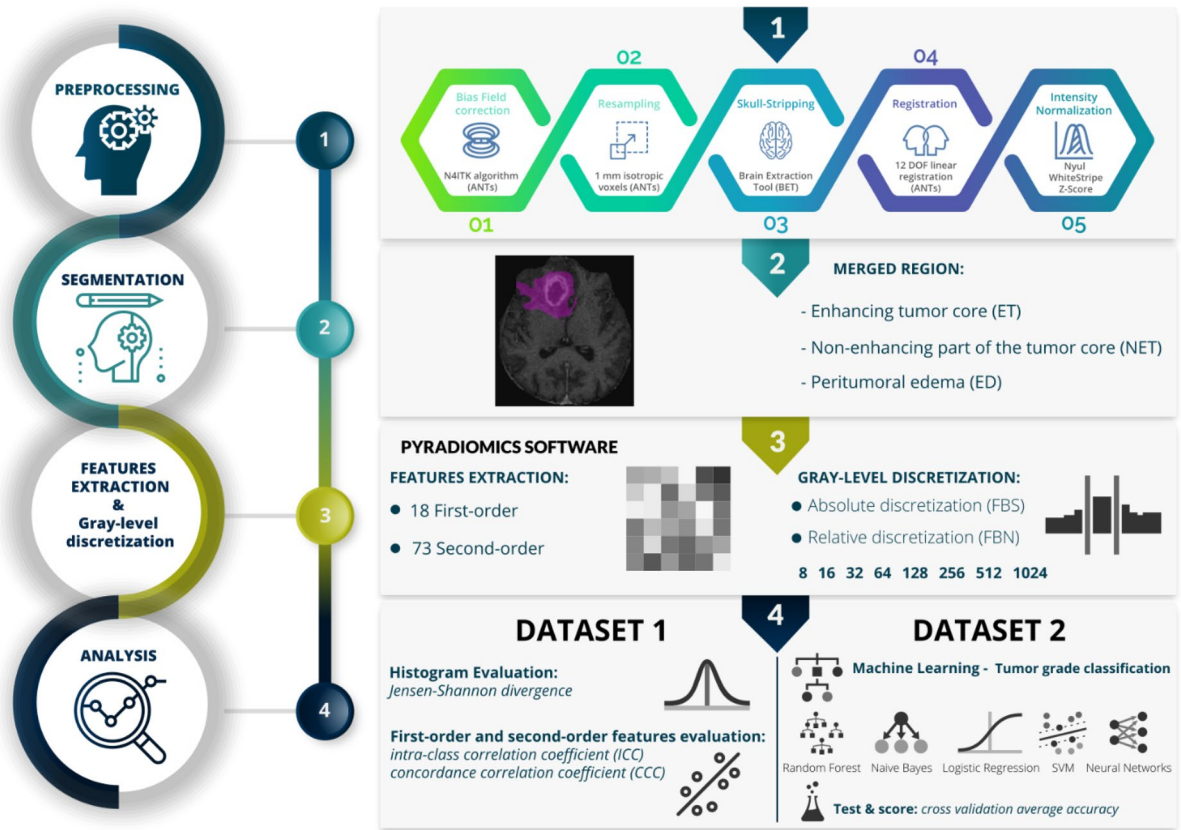 PREPROCESSING
1
SEGMENTATION
2
FEATURES
EXTRACTION
&
Gray-level
discretization
3
ANALYSIS
4
1
01
Bias Field
correction
N4ITK algorithm
(ANTs)
02
Resampling
1 mm isotropic
voxels (ANTs)
03
Skull-Stripping
Brain Extraction
Tool (BET)
04
Registration
12 DOF linear
registration
(ANTs)
05
Intensity
Normalization
Nyul
WhiteStripe
Z-Score
2
MERGED REGION:
- Enhancing tumor core (ET)
- Non-enhancing part of the tumor core (NET)
- Peritumoral edema (ED)
3
PYRADIOMICS SOFTWARE
FEATURES EXTRACTION:
● 18 First-order
● 73 Second-order
GRAY-LEVEL DISCRETIZATION:
● Absolute discretization (FBS)
● Relative discretization (FBN)
8 16 32 64 128 256 512 1024
4
DATASET 1
Histogram Evaluation:
Jensen-Shannon divergence
First-order and second-order features evaluation:
intra-class correlation coefficient (ICC)
concordance correlation coefficient (CCC)
DATASET 2
Machine Learning - Tumor grade classification
Random Forest Naive Bayes Logistic Regression SVM Neural Networks
Test & score: cross validation average accuracy